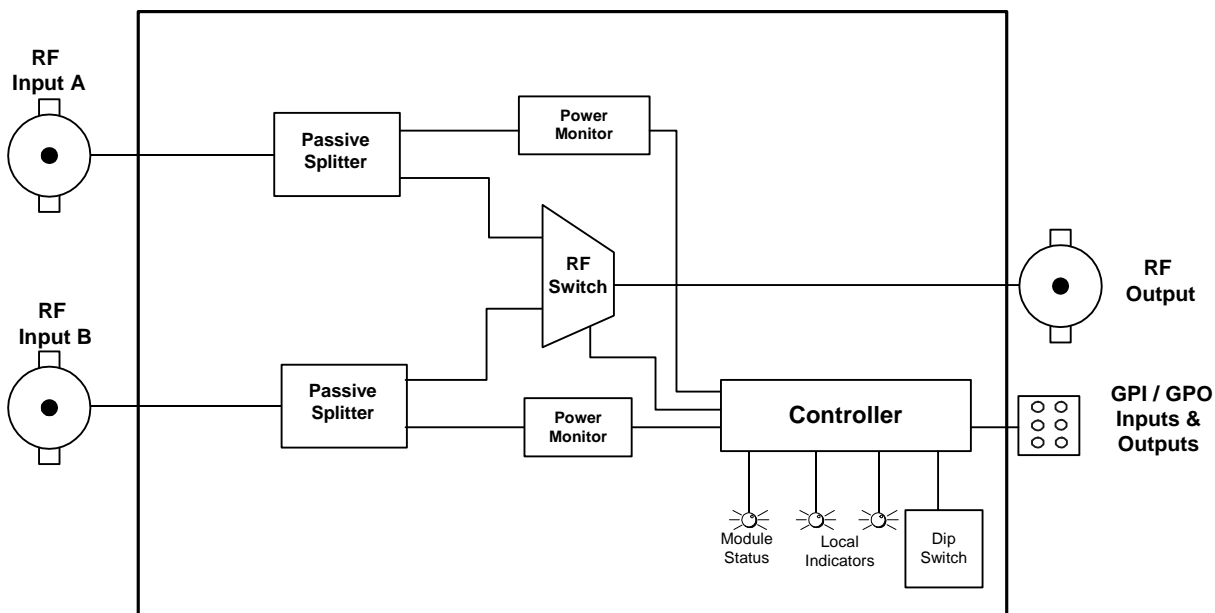 RF
Input A
Passive
Splitter
Power
Monitor
RF
Switch
RF
Output
RF
Input B
Passive
Splitter
Power
Monitor
Controller
GPI / GPO
Inputs &
Outputs
Module
Status
Local
Indicators
Dip
Switch